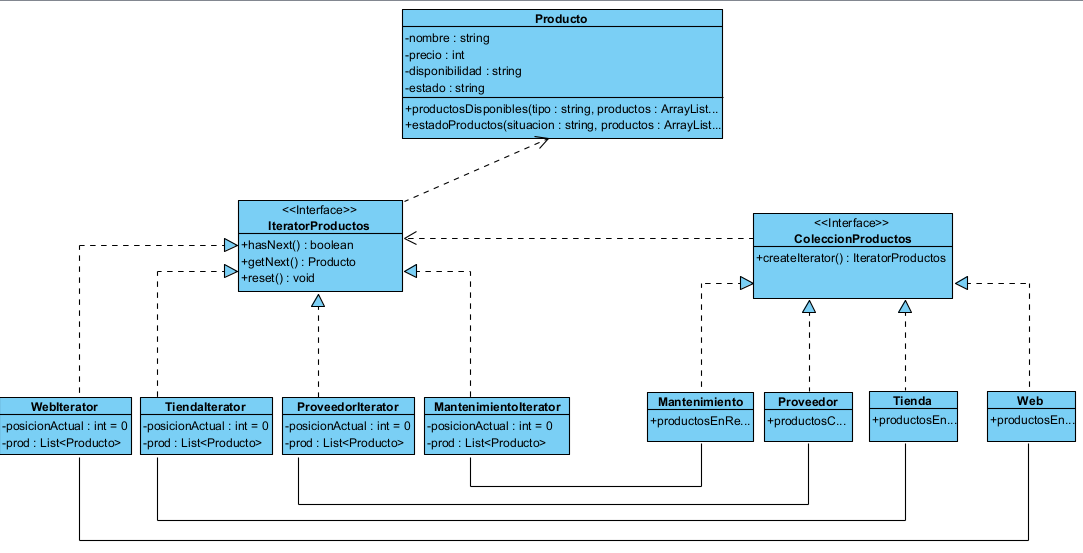 Producto
-nombre : string
-precio : int
-disponibilidad : string
-estado : string
+productosDisponibles(tipo : string, productos : ArrayList...
+estadoProductos(situacion : string, productos : ArrayList...
<<Interface>>
IteratorProductos
+hasNext() : boolean
+getNext() : Producto
+reset() : void
<<Interface>>
ColeccionProductos
+createIterator() : IteratorProductos
WebIterator
-posicionActual : int = 0
-prod : List<Producto>
TiendaIterator
-posicionActual : int = 0
-prod : List<Producto>
ProveedorIterator
-posicionActual : int = 0
-prod : List<Producto>
MantenimientoIterator
-posicionActual : int = 0
-prod : List<Producto>
Mantenimiento
+productosEnRe...
Proveedor
+productosC...
Tienda
+productosEn...
Web
+productosEn...